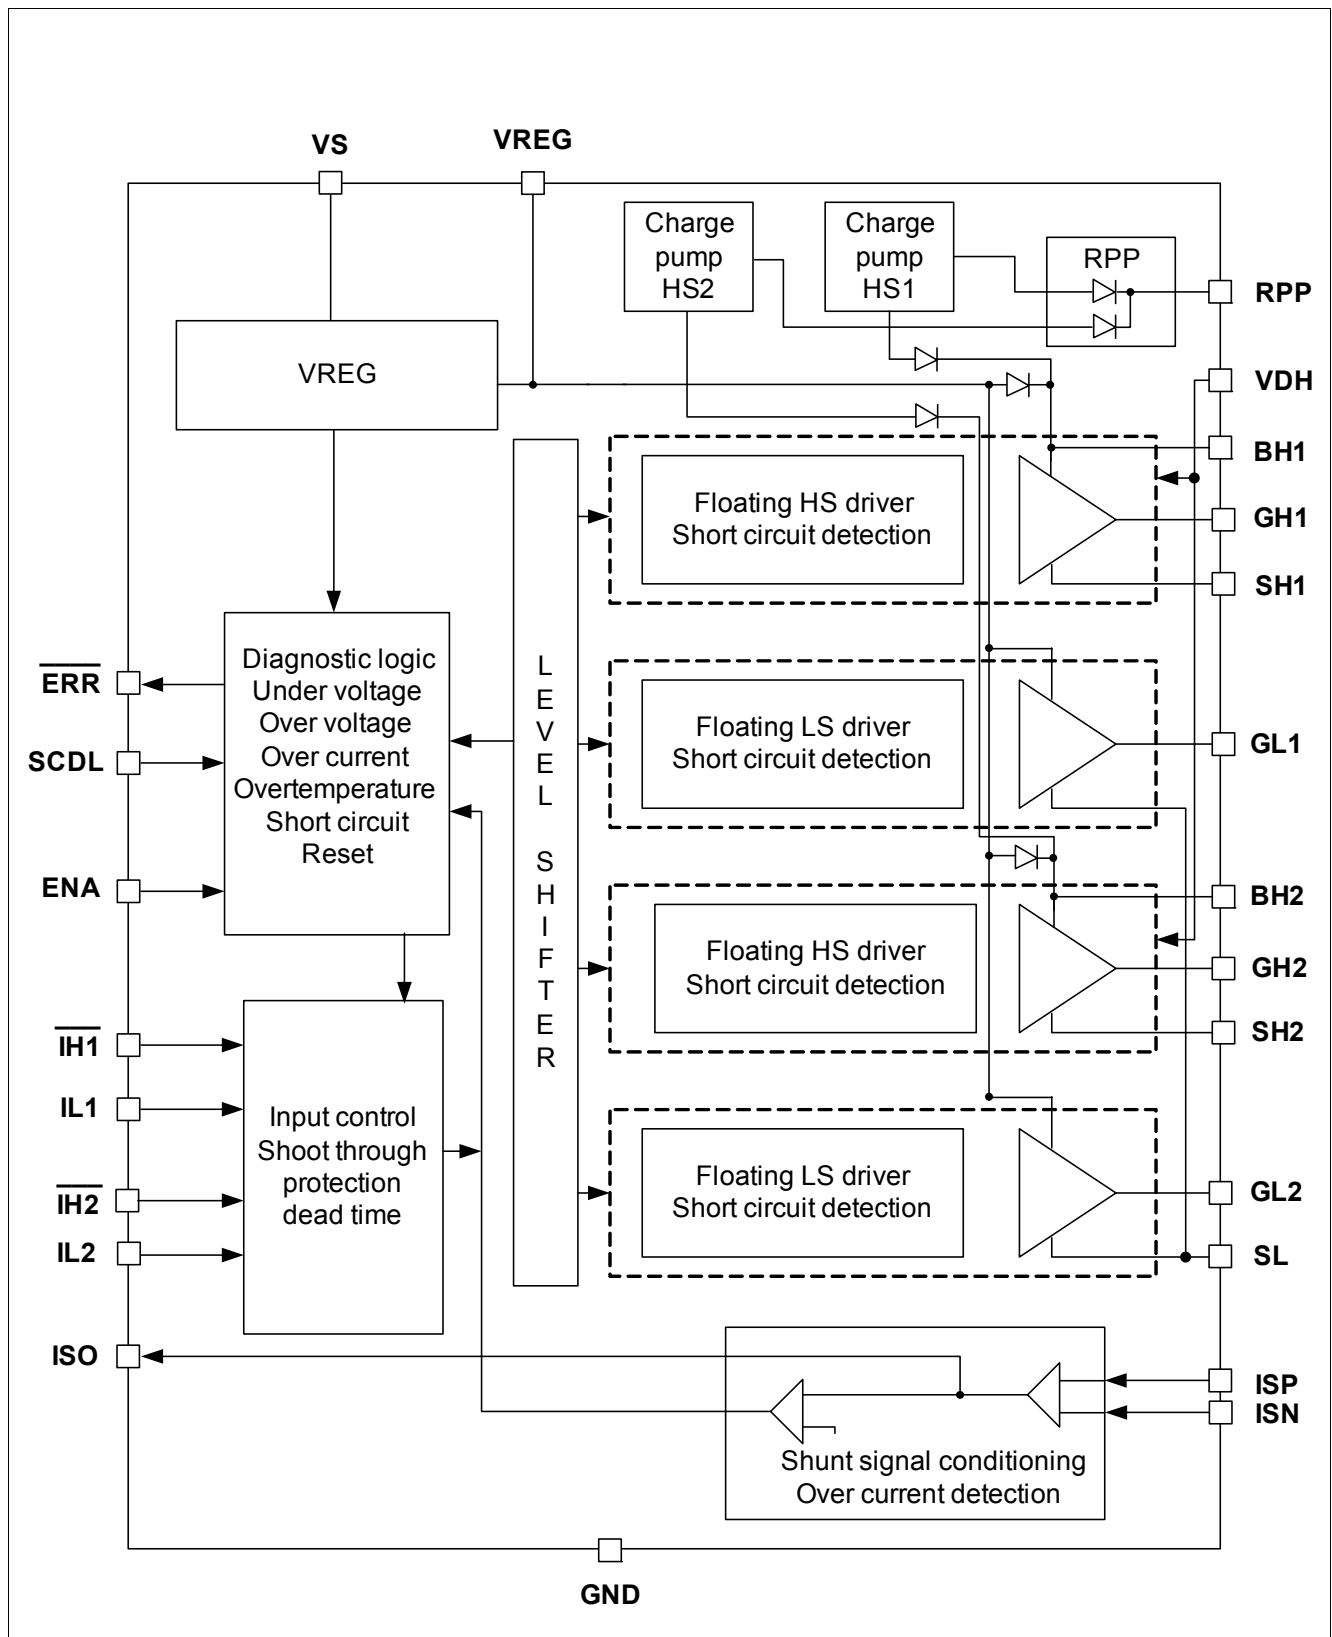 VS
VREG
Charge
pump
HS2
Charge
pump
HS1
RPP
RPP
VREG
VDH
BH1
Floating HS driver
Short circuit detection
GH1
SH1
ERR
SCDL
ENA
Diagnostic logic
Under voltage
Over voltage
Over current
Overtemperature
Short circuit
Reset
L
E
V
E
L
S
H
I
F
T
E
R
Floating LS driver
Short circuit detection
GL1
BH2
Floating HS driver
Short circuit detection
GH2
SH2
IH1
IL1
IH2
IL2
Input control
Shoot through
protection
dead time
Floating LS driver
Short circuit detection
GL2
SL
ISO
ISP
ISN
Shunt signal conditioning
Over current detection
GND